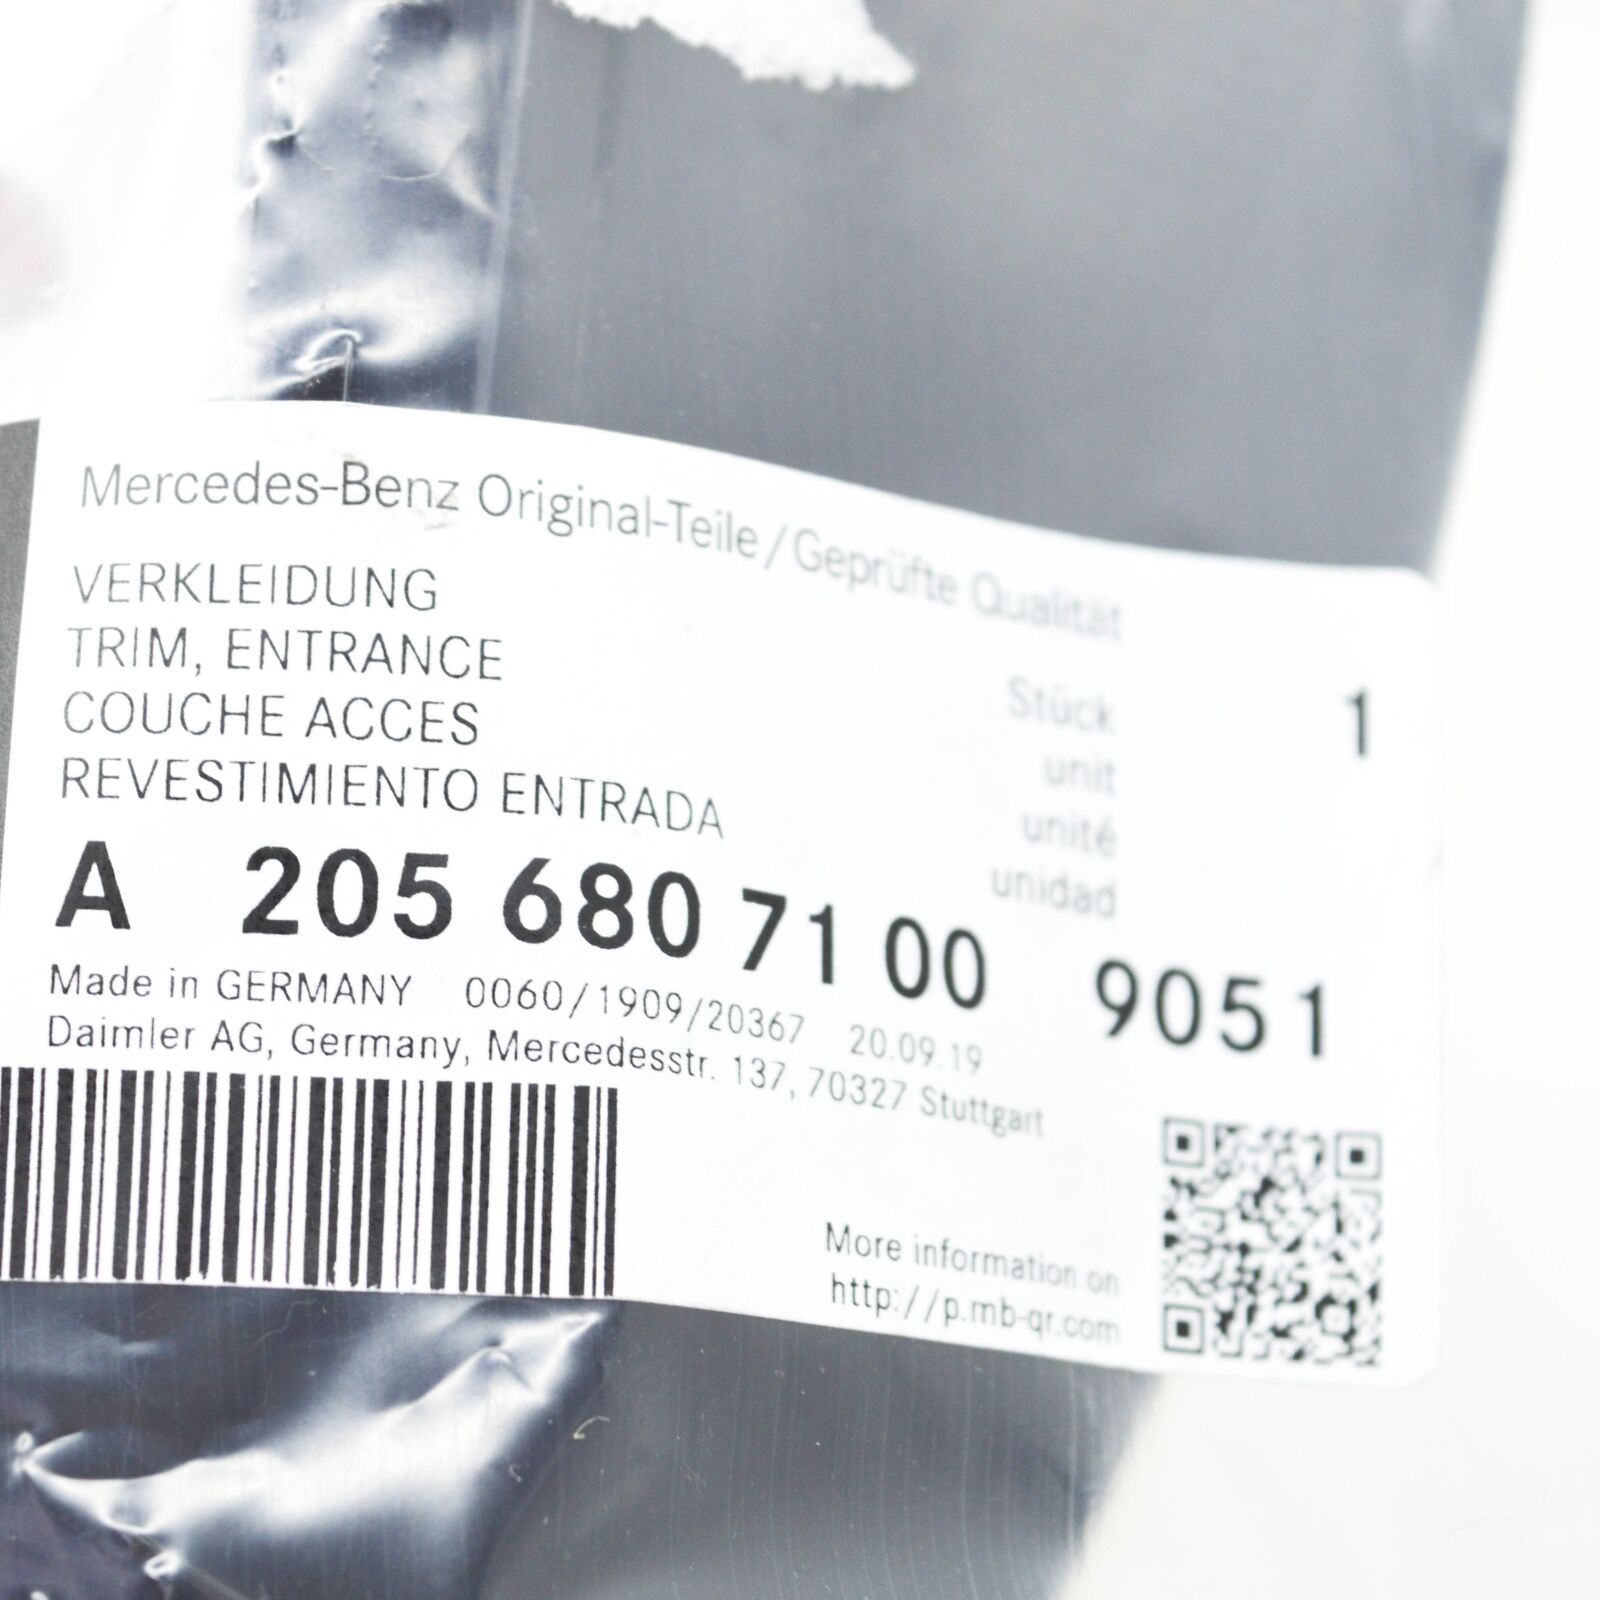 Mercedes-Benz Original-Teile/Geprüfte Qualität
VERKLEIDUNG
TRIM, ENTRANCE
COUCHE ACCES
REVESTIMIENTO ENTRADA
Stück 1
unit
unité
unidad
A 205 680 71 00 9051
Made in GERMANY 0060/1909/20367 20.09.19
Daimler AG, Germany, Mercedesstr. 137, 70327 Stuttgart
More information on
http://p.mb-qr.com